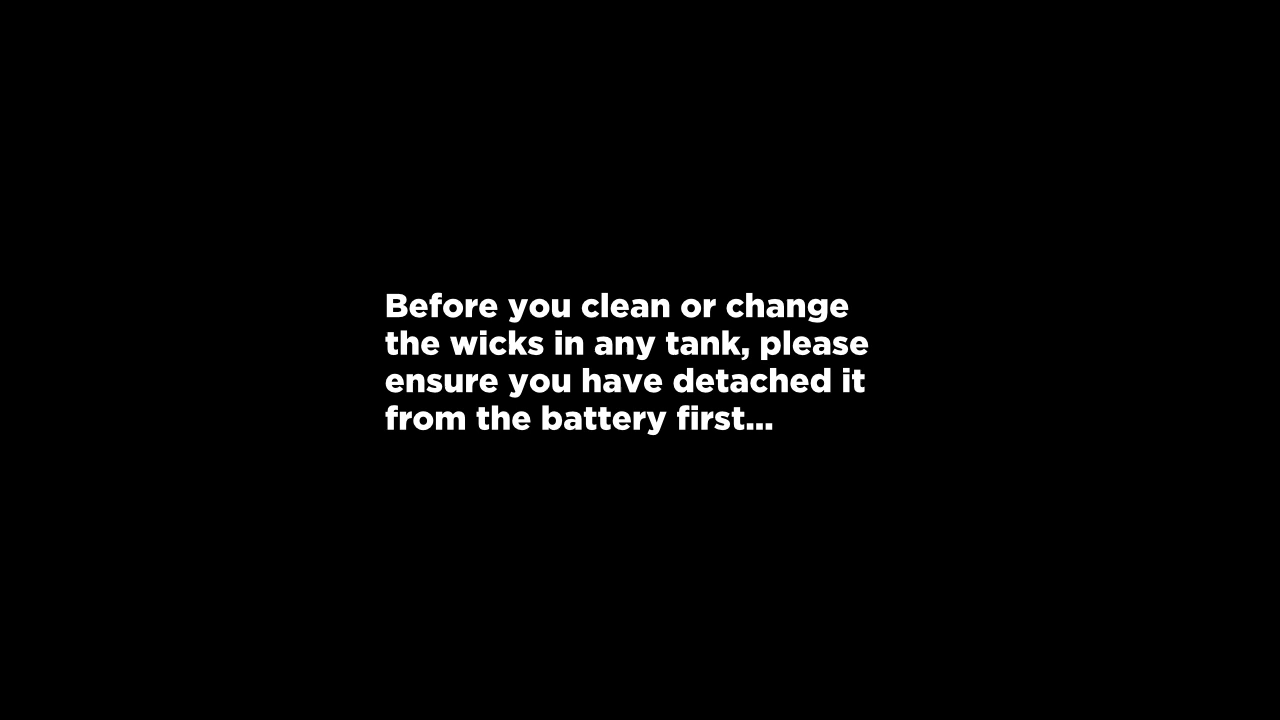 Before you clean or change
the wicks in any tank, please
ensure you have detached it
from the battery first...